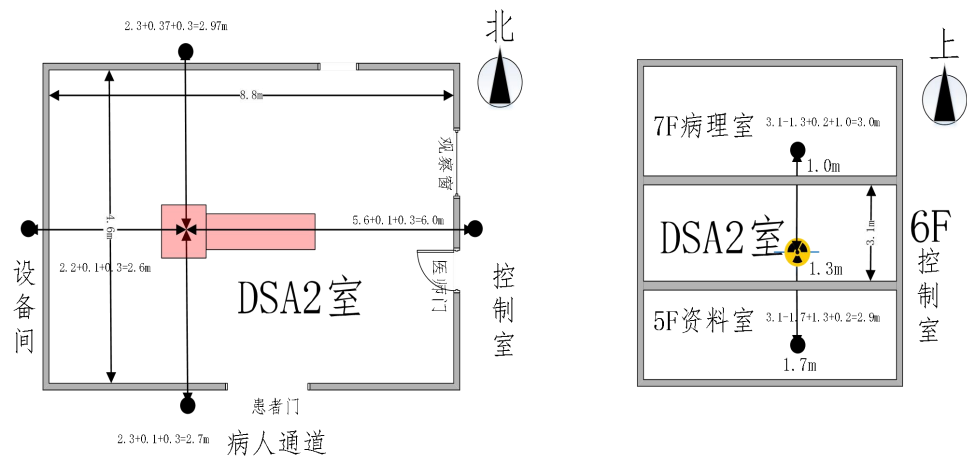 2.3+0.37+0.3=2.97m
北
8.8m
观察窗
4.6m
5.6+0.1+0.3=6.0m
2.2+0.1+0.3=2.6m
设备间
DSA2室
医师门
控制室
患者门
2.3+0.1+0.3=2.7m
病人通道
上
7F病理室
3.1-1.3+0.2+1.0=3.0m
1.0m
DSA2室
3.1m
1.3m
6F
控制室
5F资料室
3.1-1.7+1.3+0.2=2.9m
1.7m